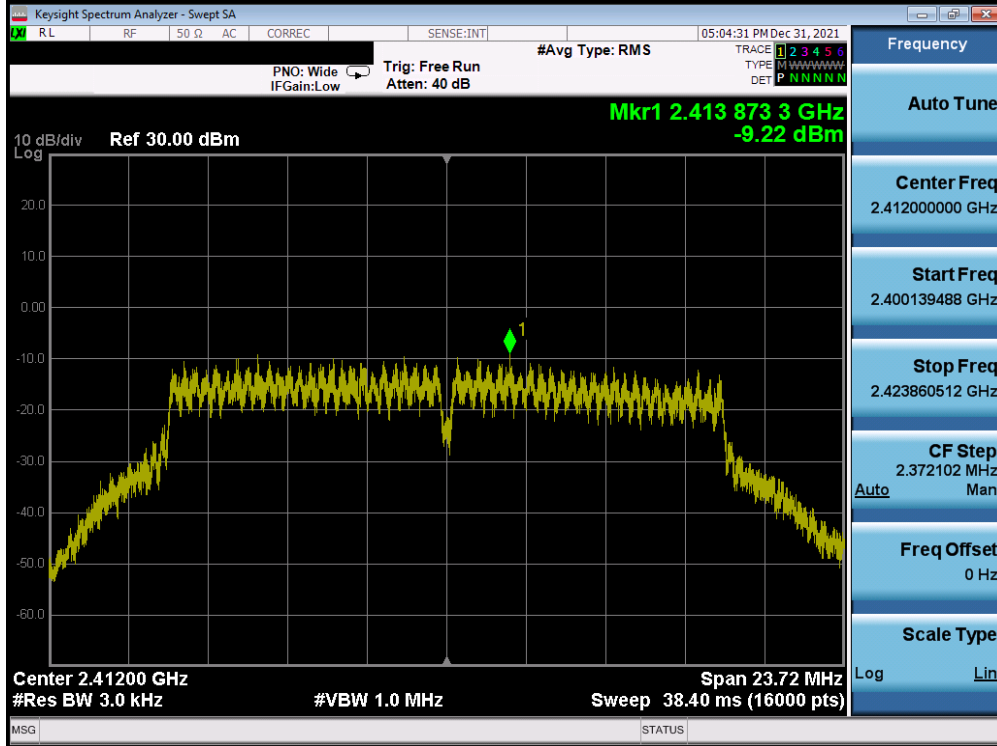 Keysight Spectrum Analyzer - Swept SA
LXI RL RF 50 Ω AC CORREC SENSE:INT 05:04:31 PM Dec 31, 2021
#Avg Type: RMS
TRACE 1 2 3 4 5 6
TYPE M WWWWW
DET P N N N N N
PNO: Wide
IFGain:Low
Trig: Free Run
Atten: 40 dB
Mkr1 2.413 873 3 GHz
-9.22 dBm
10 dB/div Ref 30.00 dBm
Log
20.0
10.0
0.00
-10.0
-20.0
-30.0
-40.0
-50.0
-60.0
1
Center 2.41200 GHz Span 23.72 MHz
#Res BW 3.0 kHz #VBW 1.0 MHz Sweep 38.40 ms (16000 pts)
MSG STATUS
Frequency
Auto Tune
Center Freq
2.412000000 GHz
Start Freq
2.400139488 GHz
Stop Freq
2.423860512 GHz
CF Step
2.372102 MHz
Auto Man
Freq Offset
0 Hz
Scale Type
Log Lin